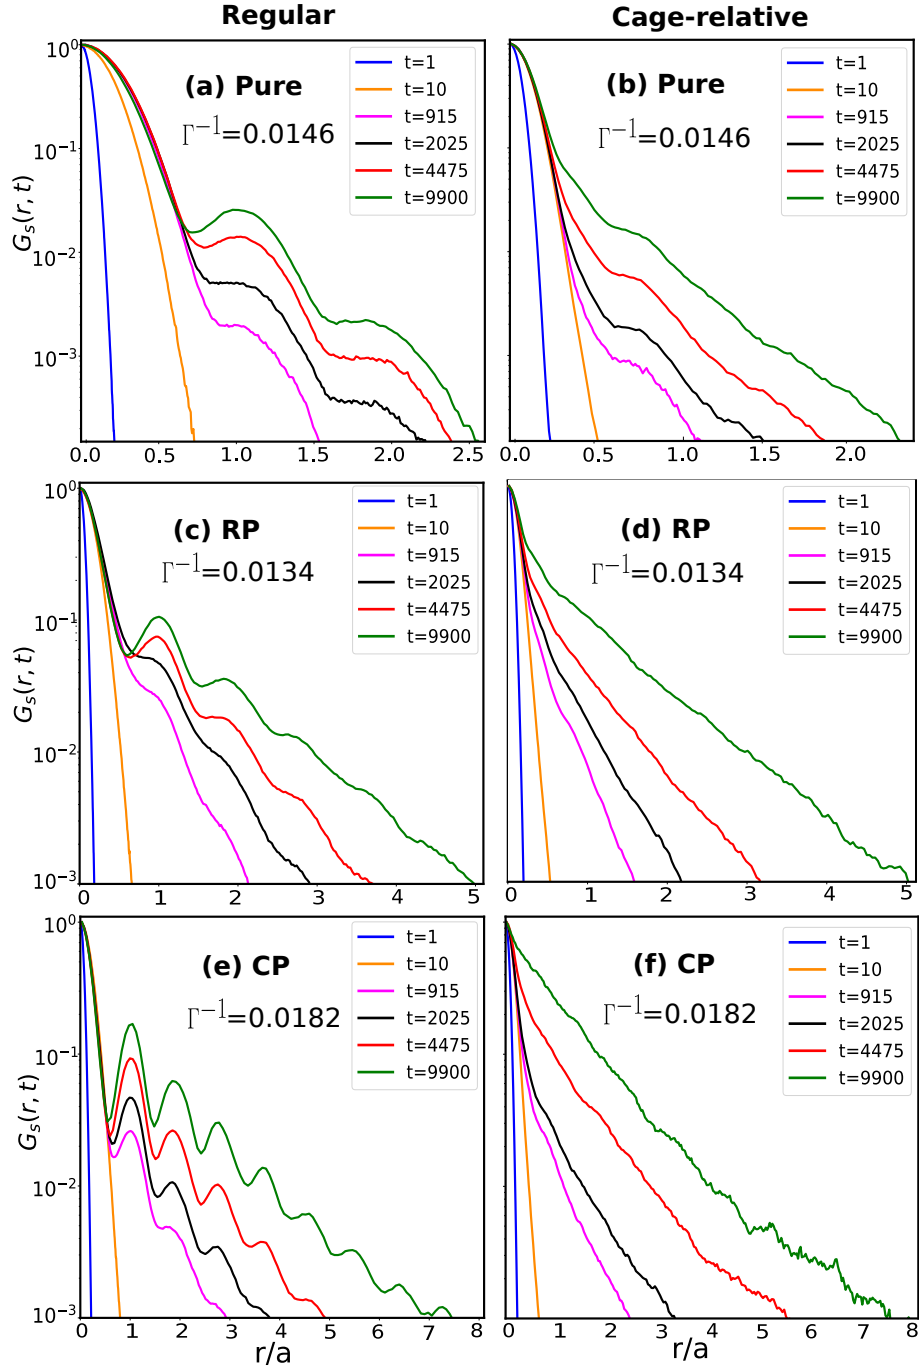 Regular
Cage-relative
(a) Pure
Γ⁻¹=0.0146
t=1
t=10
t=915
t=2025
t=4475
t=9900
G_s(r, t)
10⁰
10⁻¹
10⁻²
10⁻³
0.0 0.5 1.0 1.5 2.0 2.5
(b) Pure
Γ⁻¹=0.0146
t=1
t=10
t=915
t=2025
t=4475
t=9900
0.0 0.5 1.0 1.5 2.0
(c) RP
Γ⁻¹=0.0134
t=1
t=10
t=915
t=2025
t=4475
t=9900
G_s(r, t)
10⁰
10⁻¹
10⁻²
10⁻³
0 1 2 3 4 5
(d) RP
Γ⁻¹=0.0134
t=1
t=10
t=915
t=2025
t=4475
t=9900
0 1 2 3 4 5
(e) CP
Γ⁻¹=0.0182
t=1
t=10
t=915
t=2025
t=4475
t=9900
G_s(r, t)
10⁰
10⁻¹
10⁻²
10⁻³
0 1 2 3 4 5 6 7 8
r/a
(f) CP
Γ⁻¹=0.0182
t=1
t=10
t=915
t=2025
t=4475
t=9900
0 1 2 3 4 5 6 7 8
r/a